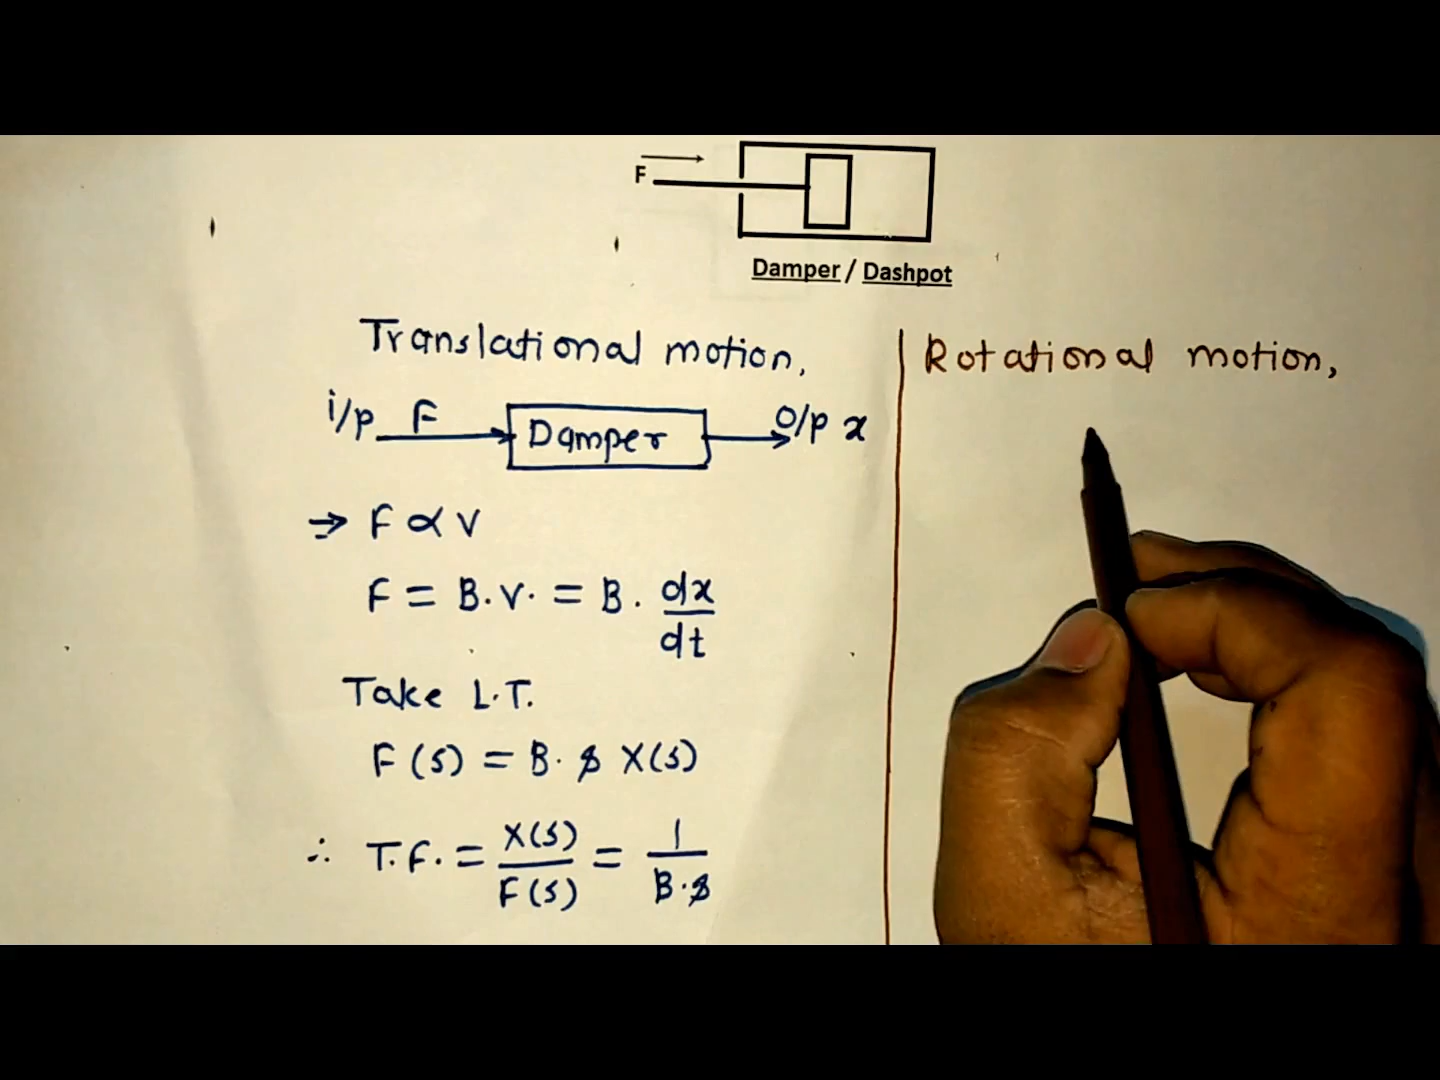 F
Damper / Dashpot
Translational motion,
i/p F Damper o/p x
⇒ F ∝ v
F = B.v. = B. dx/dt
Take L.T.
F(s) = B. s X(s)
∴ T.F. = X(s)/F(s) = 1/B.s
Rotational motion,